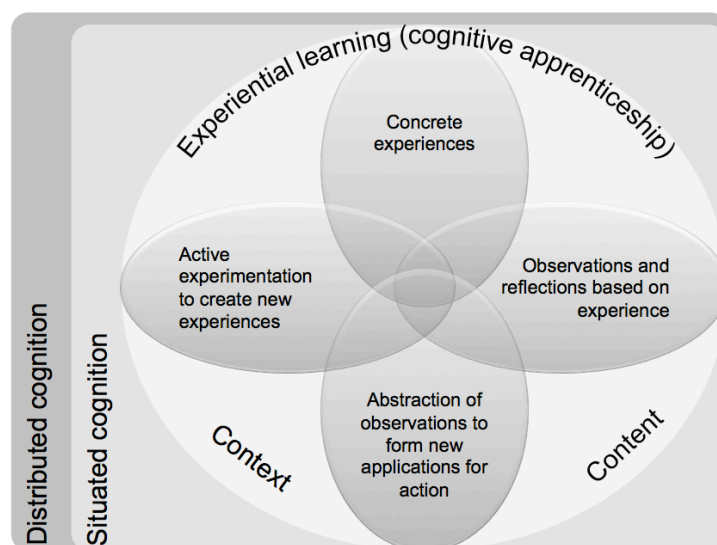 Experiential learning (cognitive apprenticeship)
Concrete
experiences
Active
experimentation
to create new
experiences
Observations and
reflections based on
experience
Abstraction of
observations to
form new
applications for
action
Context
Content
Distributed cognition
Situated cognition